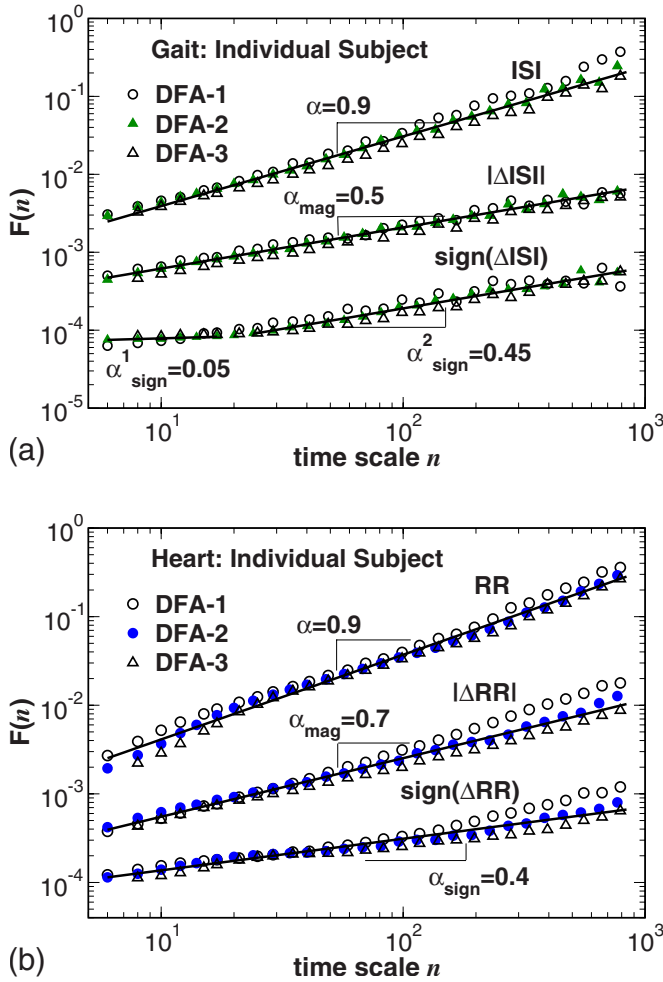 10^0
Gait: Individual Subject
ISI
DFA-1
DFA-2
DFA-3
α=0.9
10^-1
|ΔISI|
α_mag=0.5
10^-2
F(n)
sign(ΔISI)
10^-3
10^-4
α^1_sign=0.05
α^2_sign=0.45
10^-5
10^1
10^2
10^3
(a)
time scale n
10^0
Heart: Individual Subject
RR
DFA-1
DFA-2
DFA-3
α=0.9
10^-1
|ΔRR|
α_mag=0.7
10^-2
F(n)
sign(ΔRR)
10^-3
10^-4
α_sign=0.4
10^1
10^2
10^3
(b)
time scale n